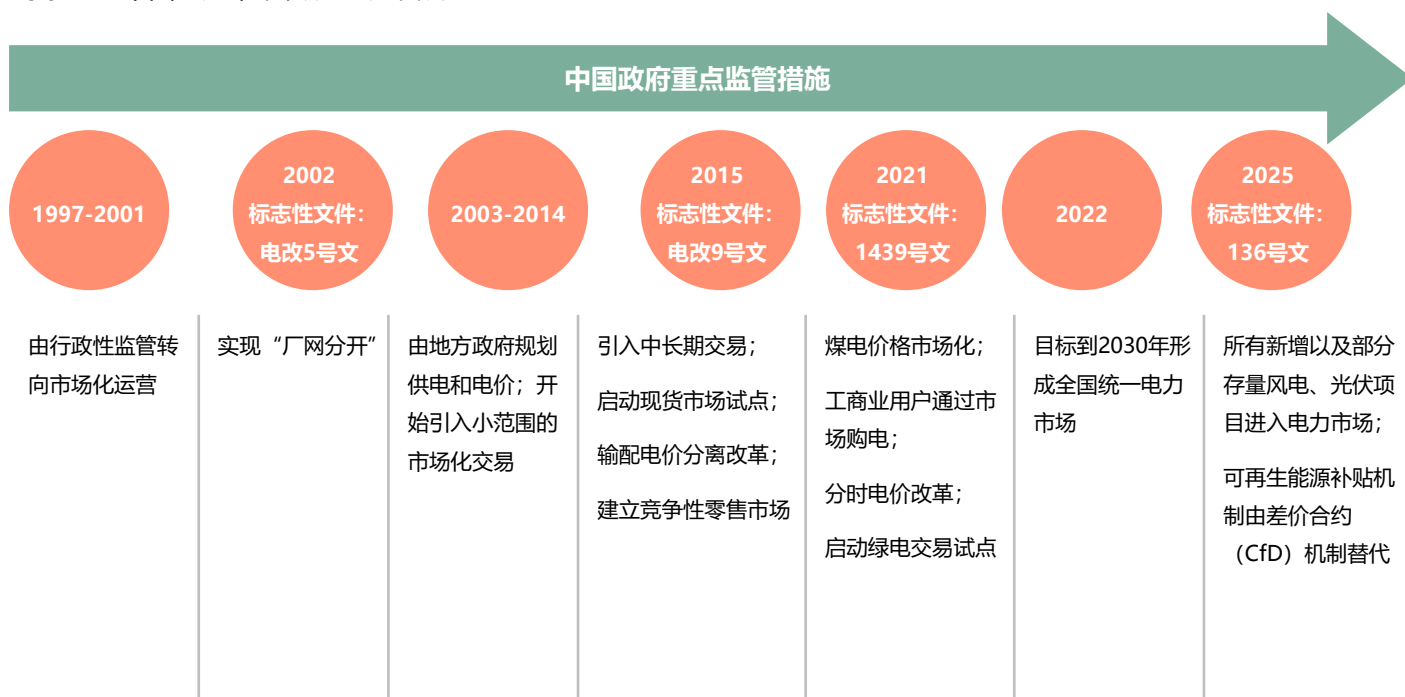 中国政府重点监管措施
1997-2001
2002
标志性文件：
电改5号文
2003-2014
2015
标志性文件：
电改9号文
2021
标志性文件：
1439号文
2022
2025
标志性文件：
136号文
由行政性监管转
向市场化运营
实现“厂网分开”
由地方政府规划
供电和电价；开
始引入小范围的
市场化交易
引入中长期交易；
启动现货市场试点；
输配电价分离改革；
建立竞争性零售市场
煤电价格市场化；
工商业用户通过市
场购电；
分时电价改革；
启动绿电交易试点
目标到2030年形
成全国统一电力
市场
所有新增以及部分
存量风电、光伏项
目进入电力市场；
可再生能源补贴机
制由差价合约
（CfD）机制替代